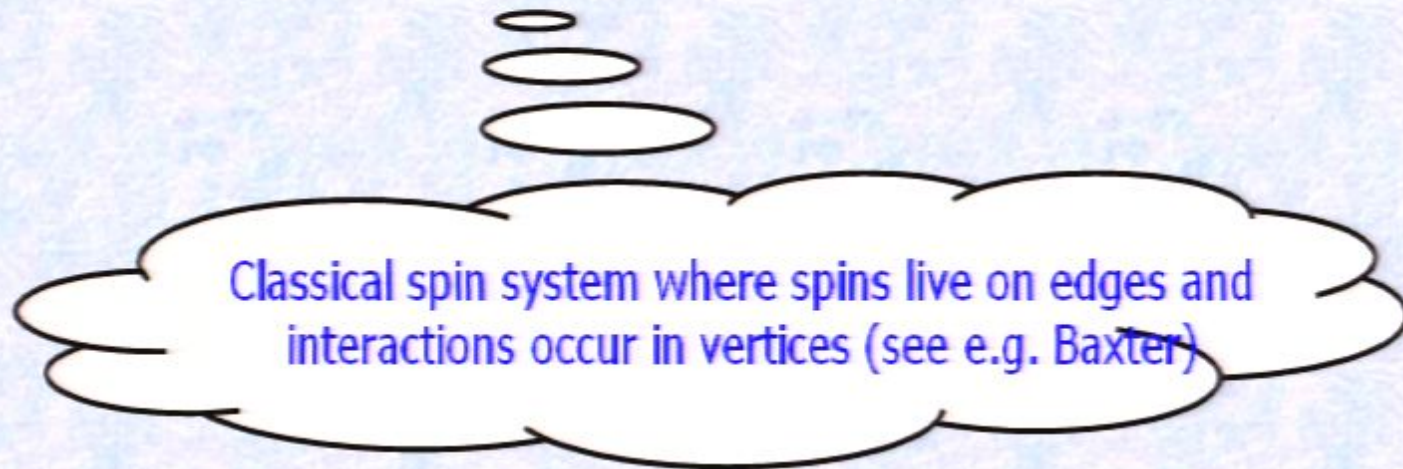 Classical spin system where spins live on edges and
interactions occur in vertices (see e.g. Baxter)